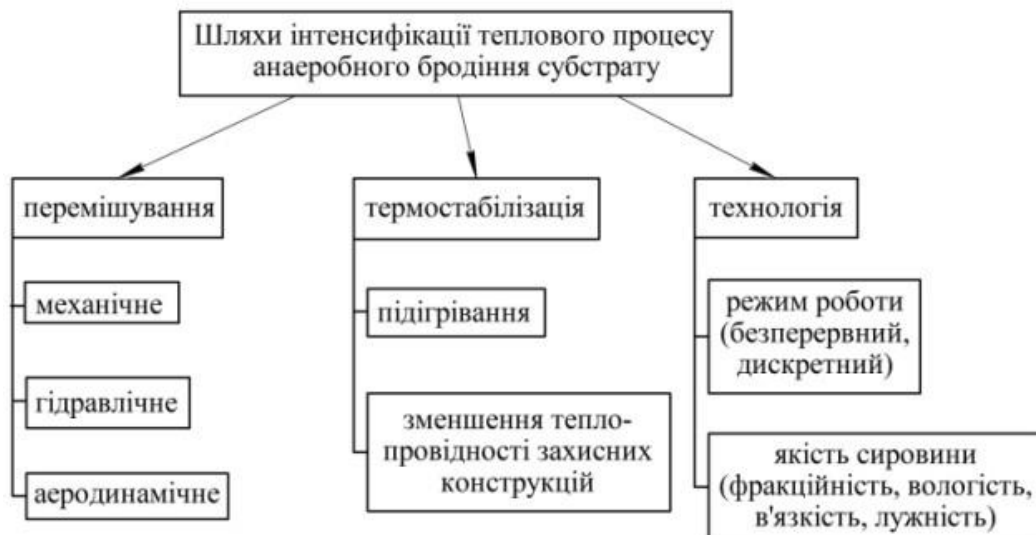 Шляхи інтенсифікації теплового процесу
анаеробного бродіння субстрату
перемішування
механічне
гідравлічне
аеродинамічне
термостабілізація
підігрівання
зменшення тепло-
провідності захисних
конструкцій
технологія
режим роботи
(безперервний,
дискретний)
якість сировини
(фракційність, вологість,
в'язкість, лужність)